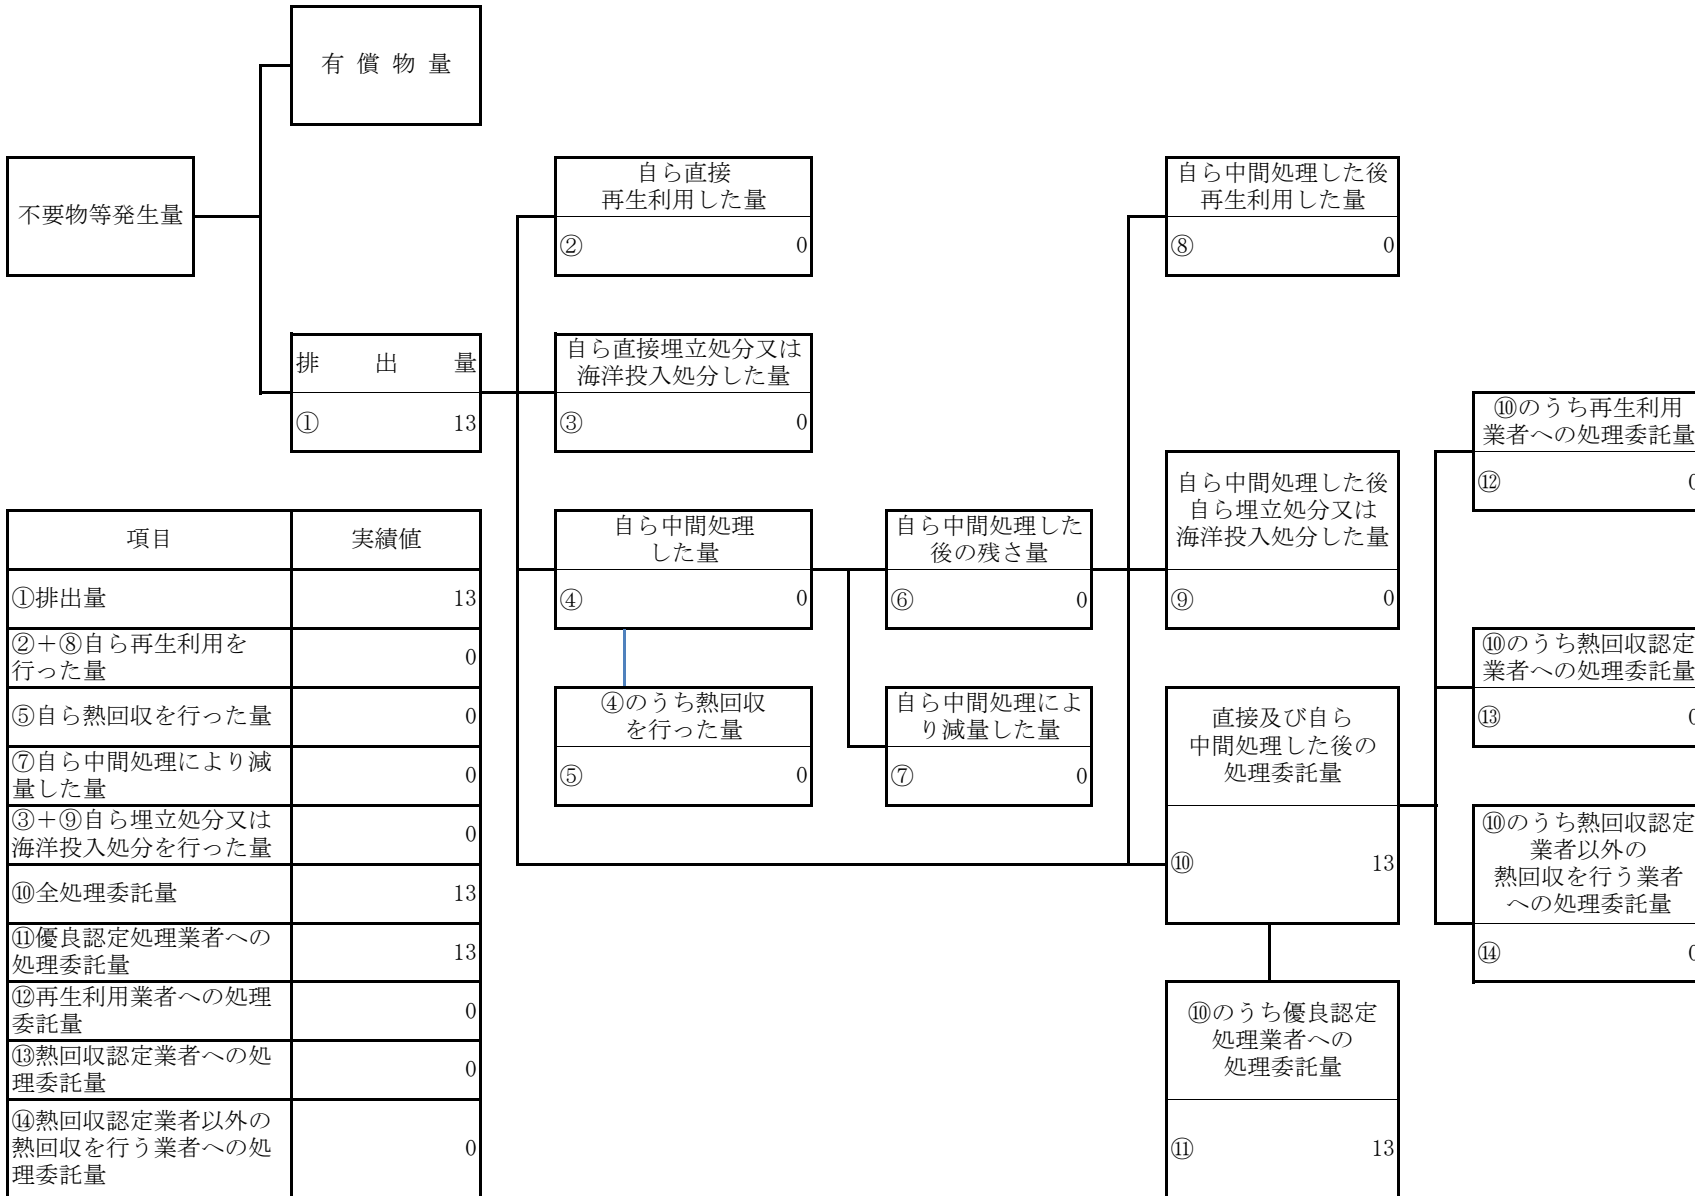 有償物量
不要物等発生量
自ら直接
再生利用した量
② 0
自ら中間処理した後
再生利用した量
⑧ 0
排出量
① 13
自ら直接埋立処分又は
海洋投入処分した量
③ 0
⑩のうち再生利用
業者への処理委託量
⑫ 0
自ら中間処理した後
自ら埋立処分又は
海洋投入処分した量
⑨ 0
自ら中間処理
した量
④ 0
自ら中間処理した
後の残さ量
⑥ 0
⑩のうち熱回収認定
業者への処理委託量
⑬ 0
④のうち熱回収
を行った量
⑤ 0
自ら中間処理によ
り減量した量
⑦ 0
直接及び自ら
中間処理した後の
処理委託量
⑩ 13
⑩のうち熱回収認定
業者以外の
熱回収を行う業者
への処理委託量
⑭ 0
⑩のうち優良認定
処理業者への
処理委託量
⑪ 13
項目 実績値
①排出量 13
②+⑧自ら再生利用を
行った量 0
⑤自ら熱回収を行った量 0
⑦自ら中間処理により減
量した量 0
③+⑨自ら埋立処分又は
海洋投入処分を行った量 0
⑩全処理委託量 13
⑪優良認定処理業者への
処理委託量 13
⑫再生利用業者への処理
委託量 0
⑬熱回収認定業者への処
理委託量 0
⑭熱回収認定業者以外の
熱回収を行う業者への処
理委託量 0